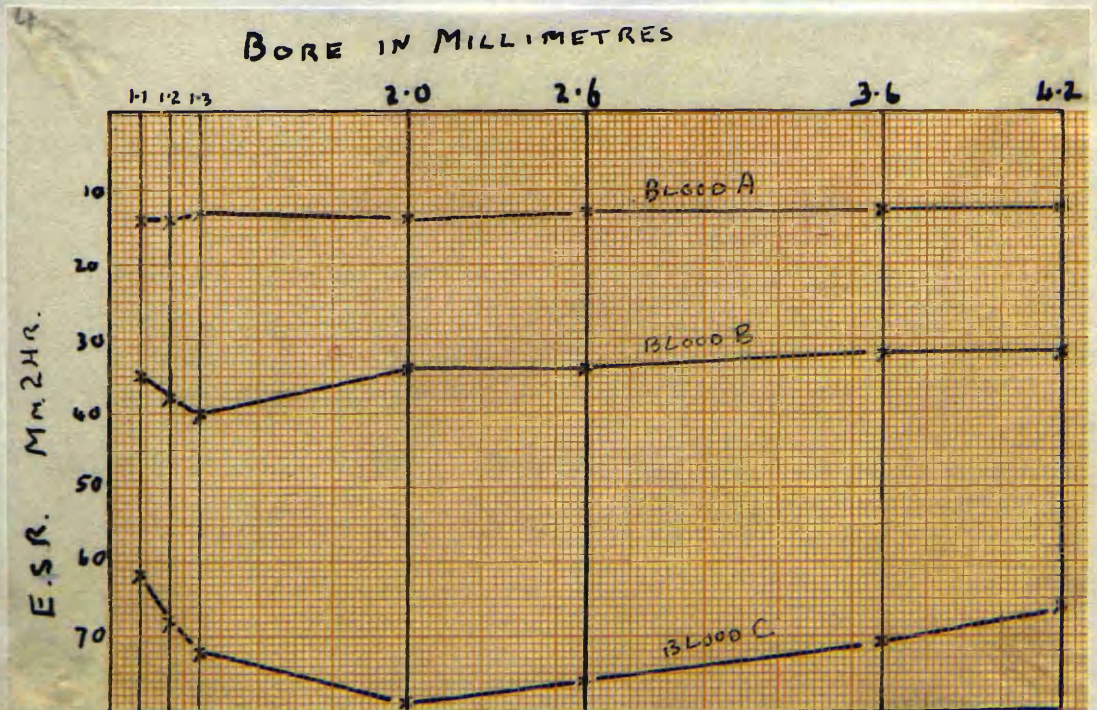 4
BORE IN MILLIMETRES
1·1 1·2 1·3 2·0 2·6 3·6 4·2
10
BLOOD A
20
30
BLOOD B
40
50
60
70
BLOOD C
E.S.R. MM. 2HR.